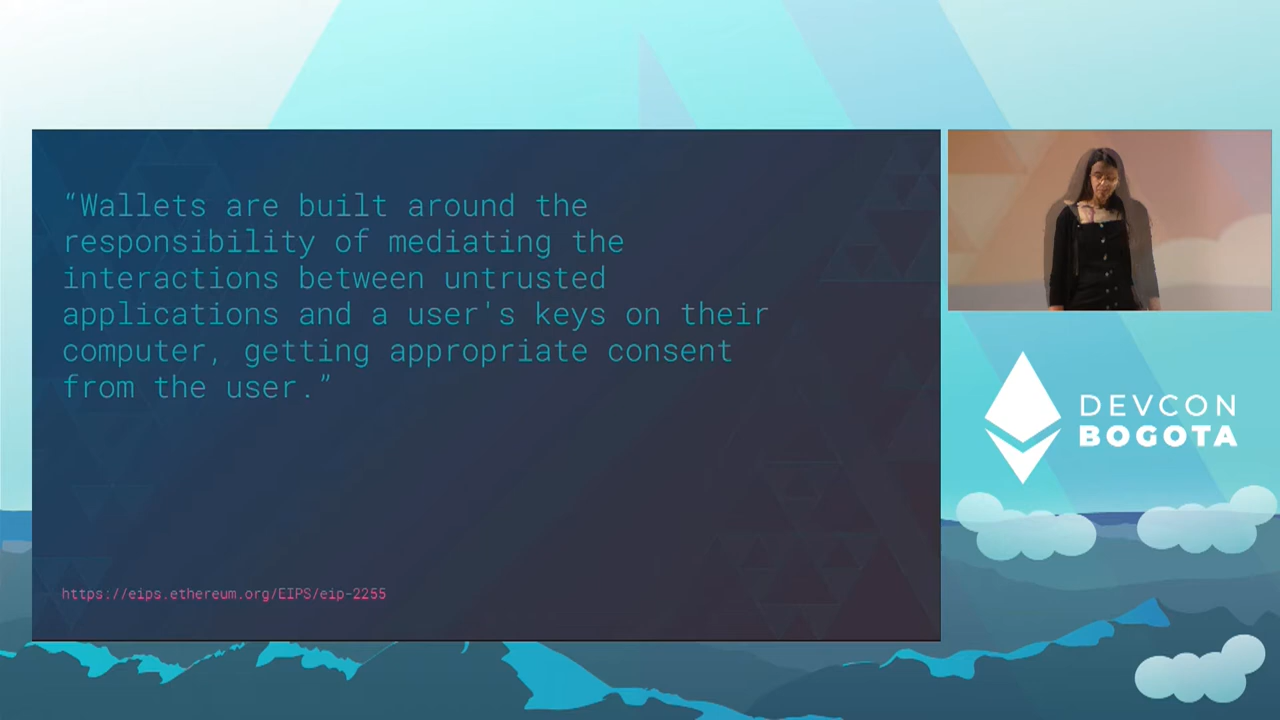 “Wallets are built around the
responsibility of mediating the
interactions between untrusted
applications and a user's keys on their
computer, getting appropriate consent
from the user.”
https://eips.ethereum.org/EIPS/eip-2255
DEVCON
BOGOTA